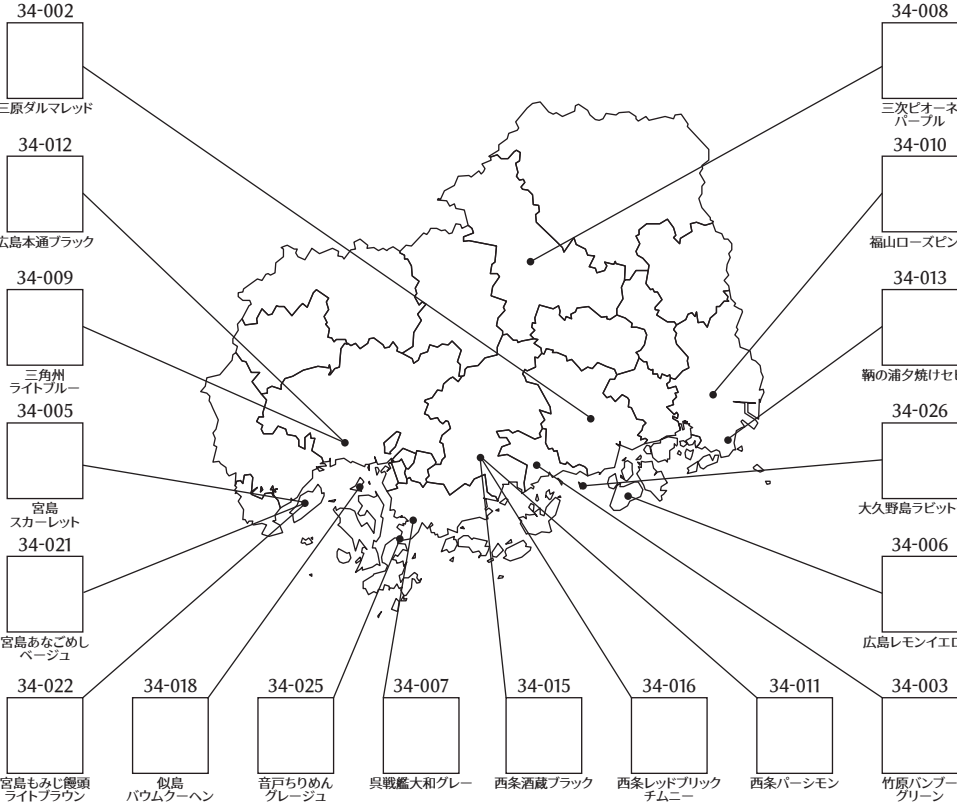 34-002
三原ダルマレッド
34-008
三次ピオーネ
パープル
34-012
広島本通ブラック
34-010
福山ローズピン
34-009
三角州
ライトブルー
34-013
鞆の浦夕焼けセピ
34-005
宮島
スカーレット
34-026
大久野島ラビット
34-021
宮島あなごめし
ベージュ
34-006
広島レモンイエロ
34-022
宮島もみじ饅頭
ライトブラウン
34-018
似島
バウムクーヘン
34-025
音戸ちりめん
グレージュ
34-007
呉戦艦大和グレー
34-015
西条酒蔵ブラック
34-016
西条レッドブリック
チムニー
34-011
西条パーシモン
34-003
竹原バンブー
グリーン